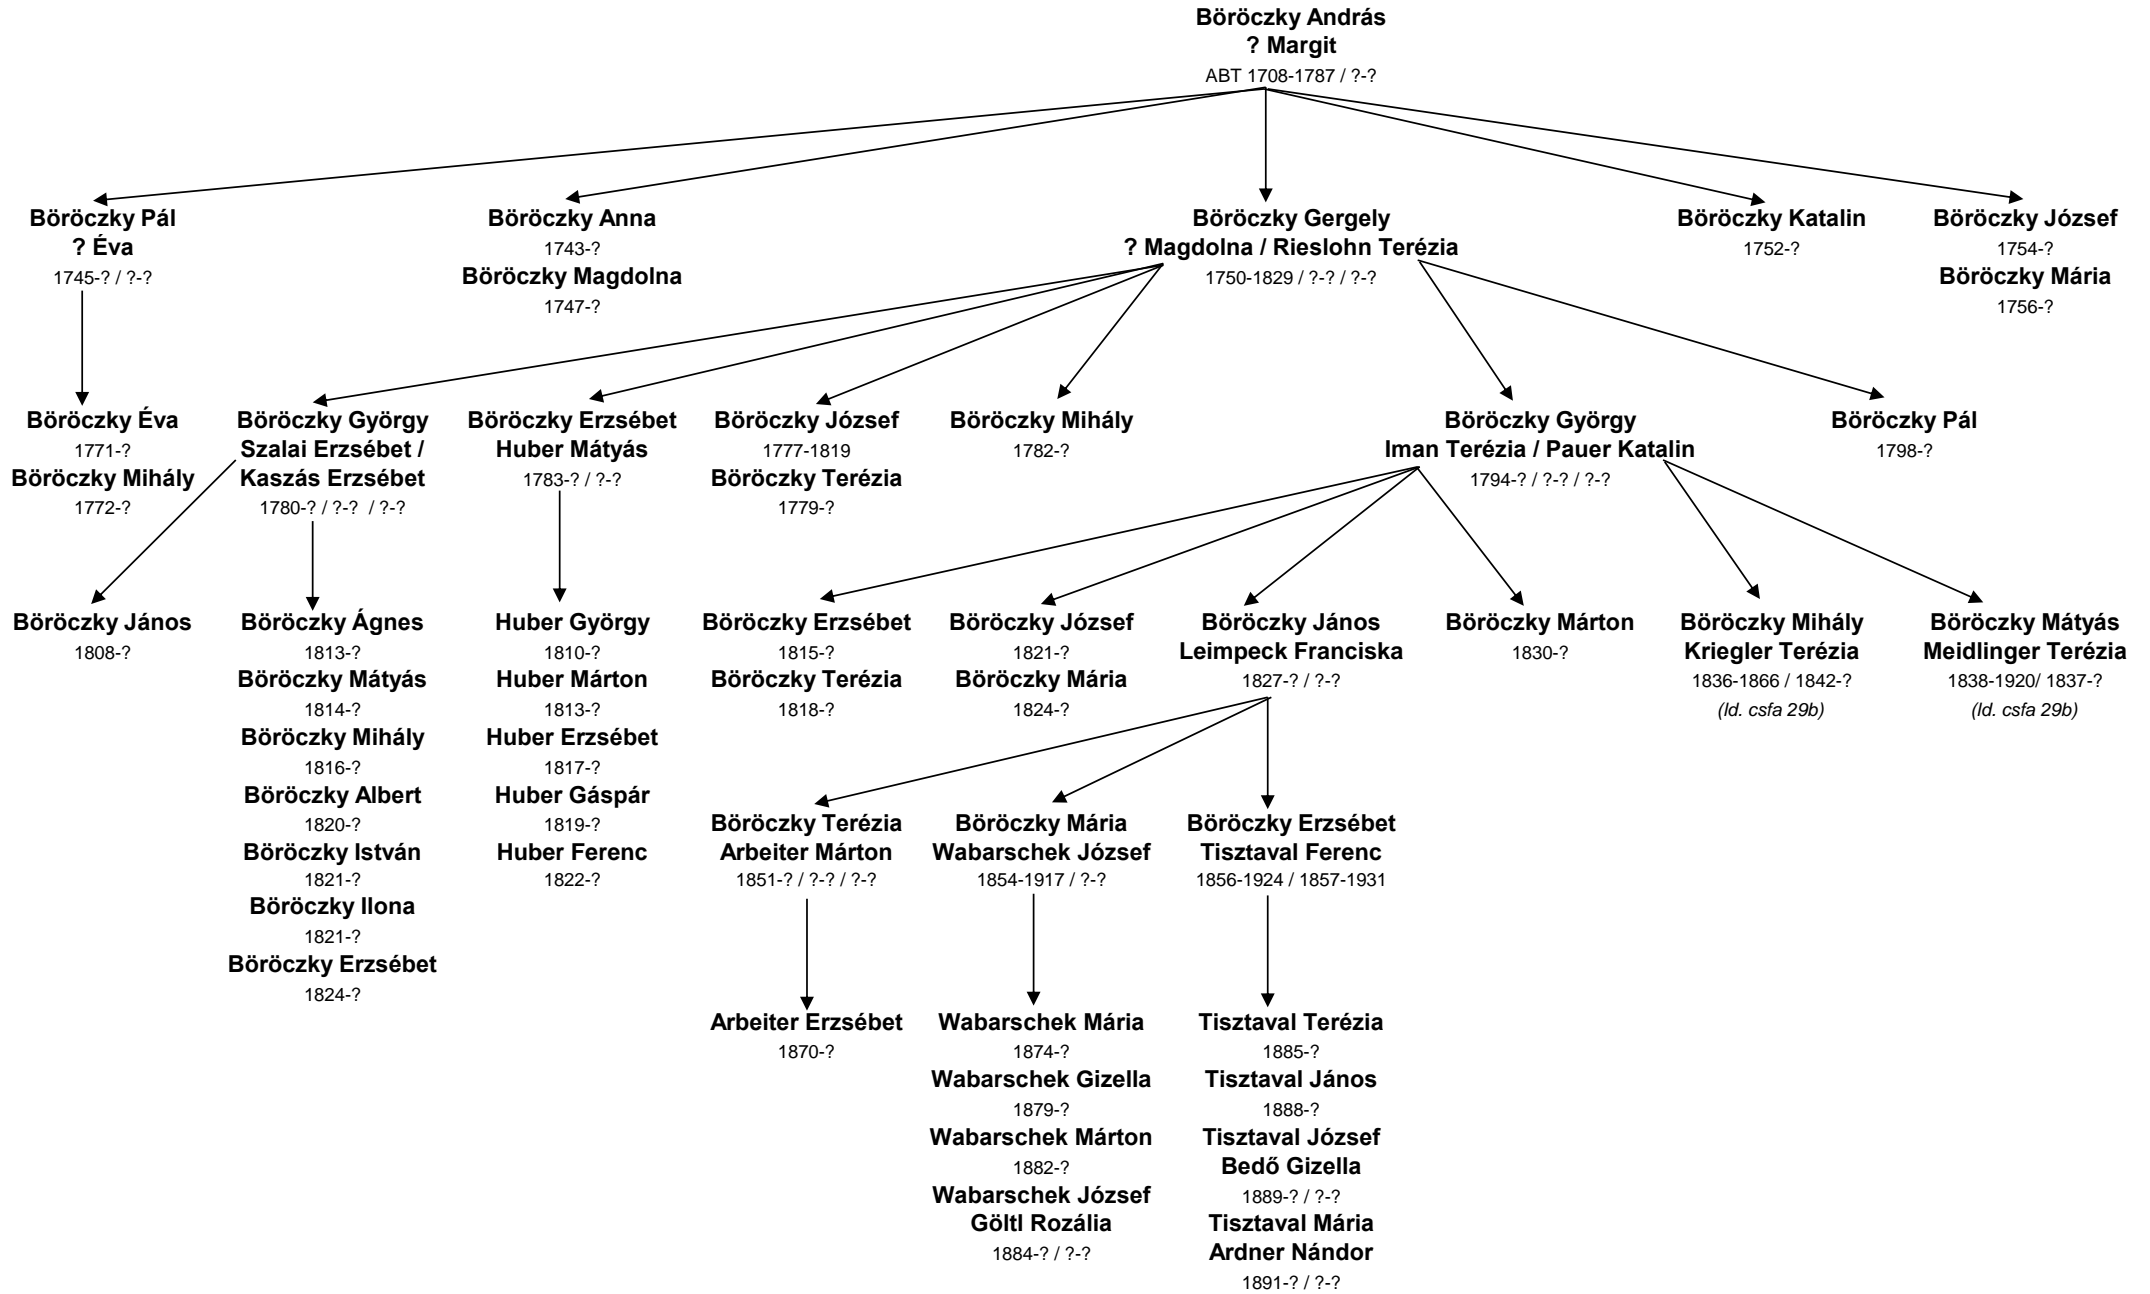 Böröczky András
? Margit
ABT 1708-1787 / ?-?
Böröczky Pál
? Éva
1745-? / ?-?
Böröczky Anna
1743-?
Böröczky Magdolna
1747-?
Böröczky Gergely
? Magdolna / Rieslohn Terézia
1750-1829 / ?-? / ?-?
Böröczky Katalin
1752-?
Böröczky József
1754-?
Böröczky Mária
1756-?
Böröczky Éva
1771-?
Böröczky Mihály
1772-?
Böröczky György
Szalai Erzsébet /
Kaszás Erzsébet
1780-? / ?-? / ?-?
Böröczky Erzsébet
Huber Mátyás
1783-? / ?-?
Böröczky József
1777-1819
Böröczky Terézia
1779-?
Böröczky Mihály
1782-?
Böröczky György
Iman Terézia / Pauer Katalin
1794-? / ?-? / ?-?
Böröczky Pál
1798-?
Böröczky János
1808-?
Böröczky Ágnes
1813-?
Böröczky Mátyás
1814-?
Böröczky Mihály
1816-?
Böröczky Albert
1820-?
Böröczky István
1821-?
Böröczky Ilona
1821-?
Böröczky Erzsébet
1824-?
Huber György
1810-?
Huber Márton
1813-?
Huber Erzsébet
1817-?
Huber Gáspár
1819-?
Huber Ferenc
1822-?
Böröczky Erzsébet
1815-?
Böröczky Terézia
1818-?
Böröczky József
1821-?
Böröczky Mária
1824-?
Böröczky János
Leimpeck Franciska
1827-? / ?-?
Böröczky Márton
1830-?
Böröczky Mihály
Kriegler Terézia
1836-1866 / 1842-?
(ld. csfa 29b)
Böröczky Mátyás
Meidlinger Terézia
1838-1920/ 1837-?
(ld. csfa 29b)
Böröczky Terézia
Arbeiter Márton
1851-? / ?-? / ?-?
Böröczky Mária
Wabarschek József
1854-1917 / ?-?
Böröczky Erzsébet
Tisztaval Ferenc
1856-1924 / 1857-1931
Arbeiter Erzsébet
1870-?
Wabarschek Mária
1874-?
Wabarschek Gizella
1879-?
Wabarschek Márton
1882-?
Wabarschek József
Göltl Rozália
1884-? / ?-?
Tisztaval Terézia
1885-?
Tisztaval János
1888-?
Tisztaval József
Bedő Gizella
1889-? / ?-?
Tisztaval Mária
Ardner Nándor
1891-? / ?-?